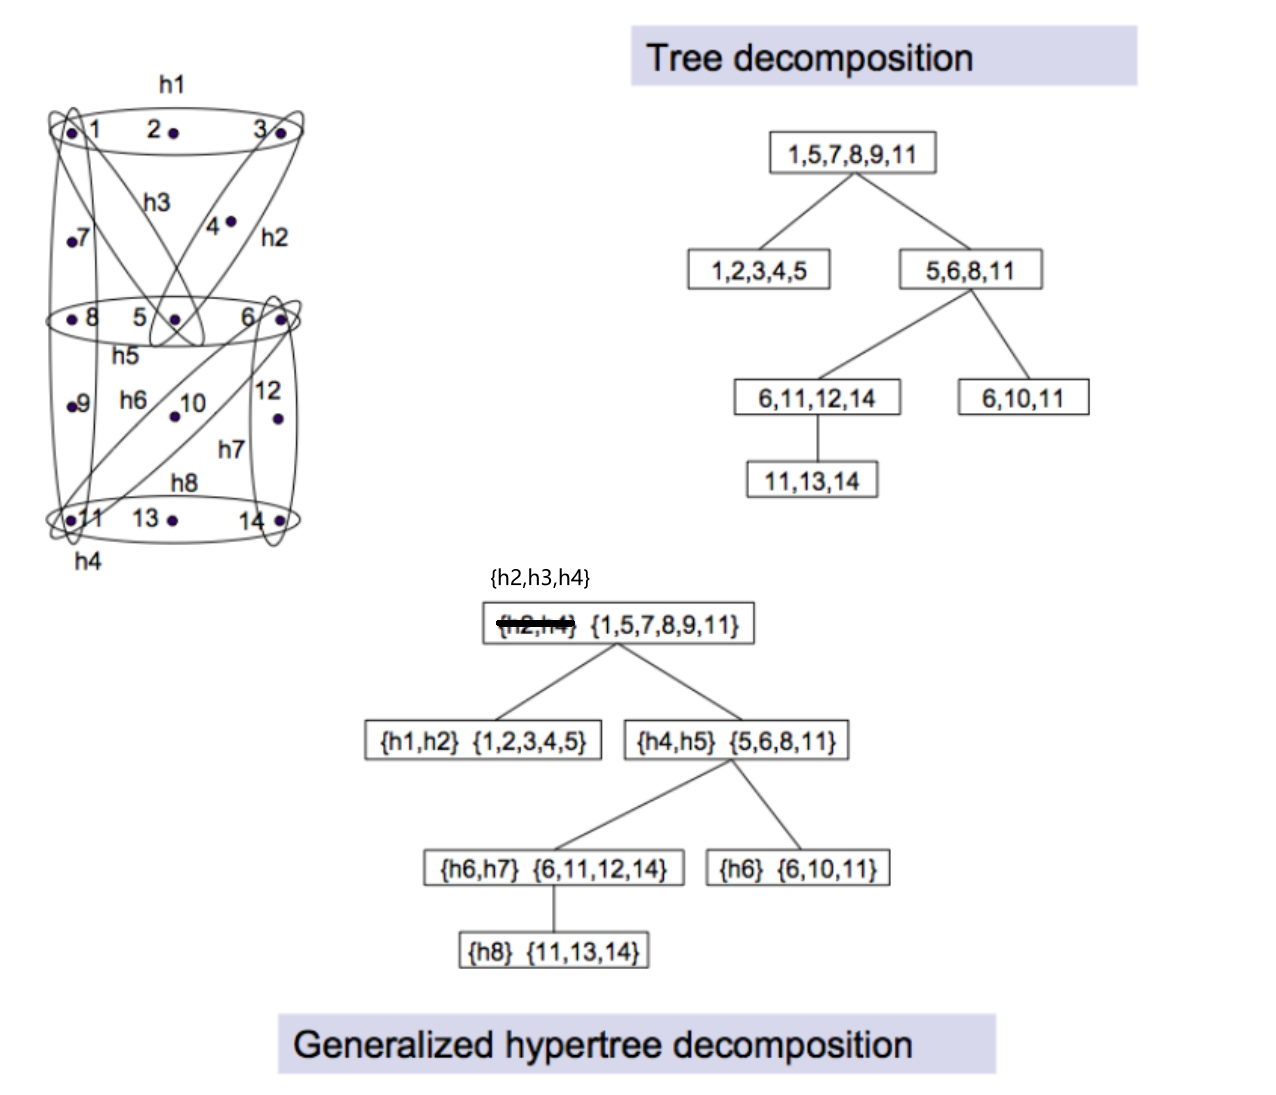 Tree decomposition
h1
1 2 3
h3
4
h2
7
8 5 6
h5
9 h6 10 12
h7
h8
11 13 14
h4
1,5,7,8,9,11
1,2,3,4,5
5,6,8,11
6,11,12,14
6,10,11
11,13,14
{h2,h3,h4}
{h2,h4} {1,5,7,8,9,11}
{h1,h2} {1,2,3,4,5}
{h4,h5} {5,6,8,11}
{h6,h7} {6,11,12,14}
{h6} {6,10,11}
{h8} {11,13,14}
Generalized hypertree decomposition